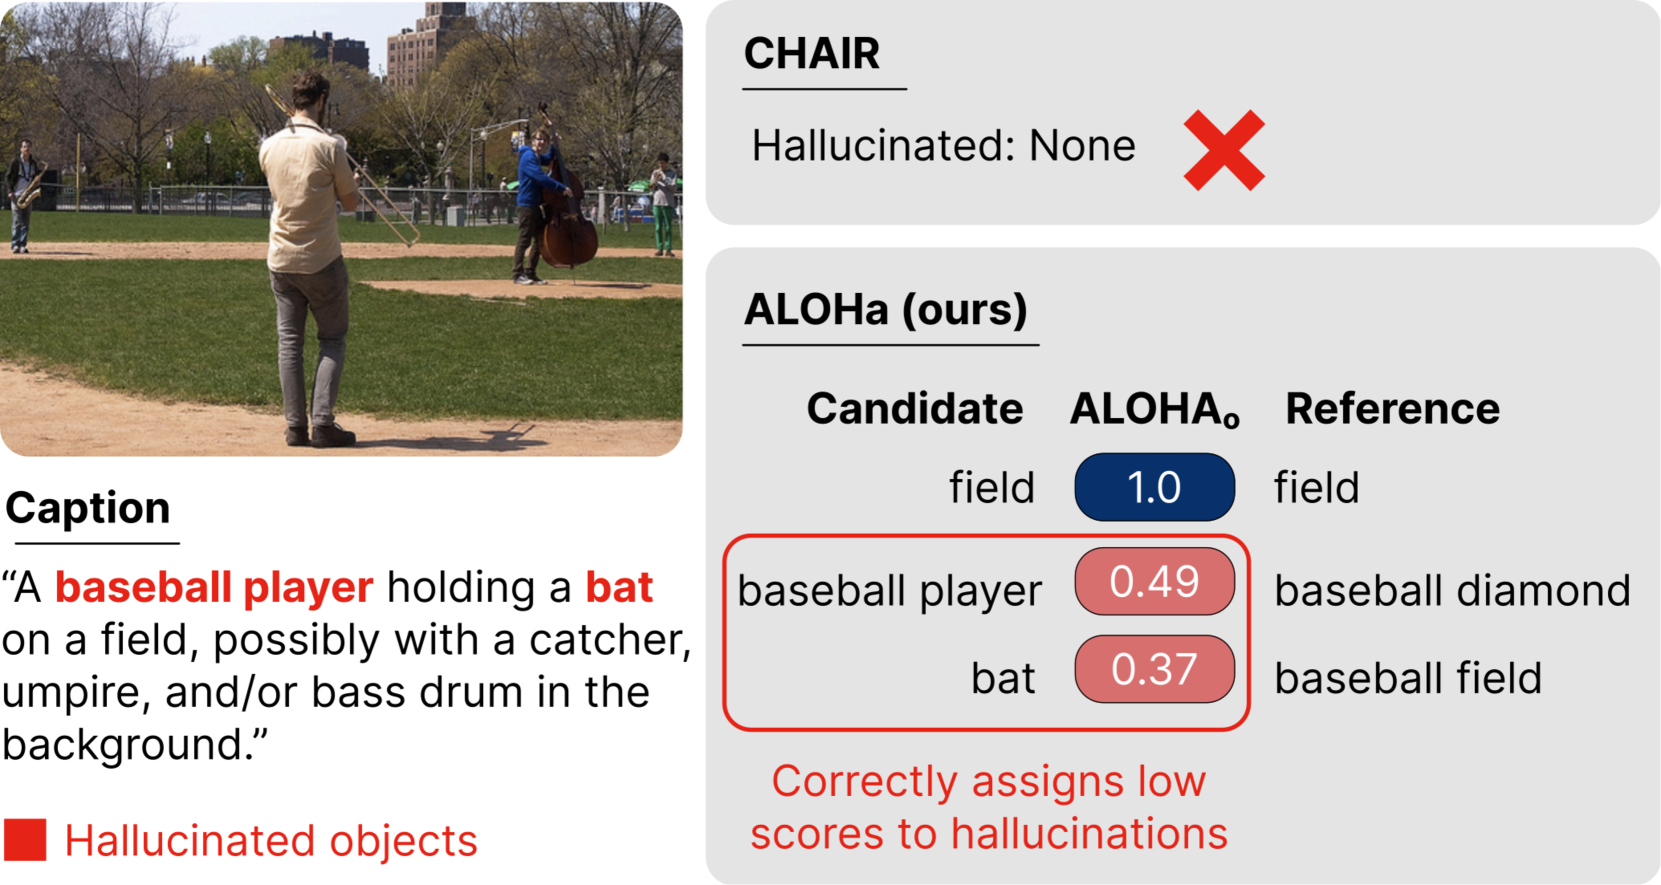 Caption
“A baseball player holding a bat
on a field, possibly with a catcher,
umpire, and/or bass drum in the
background.”
Hallucinated objects
CHAIR
Hallucinated: None
ALOHa (ours)
Candidate ALOHAₒ Reference
field 1.0 field
baseball player 0.49 baseball diamond
bat 0.37 baseball field
Correctly assigns low
scores to hallucinations